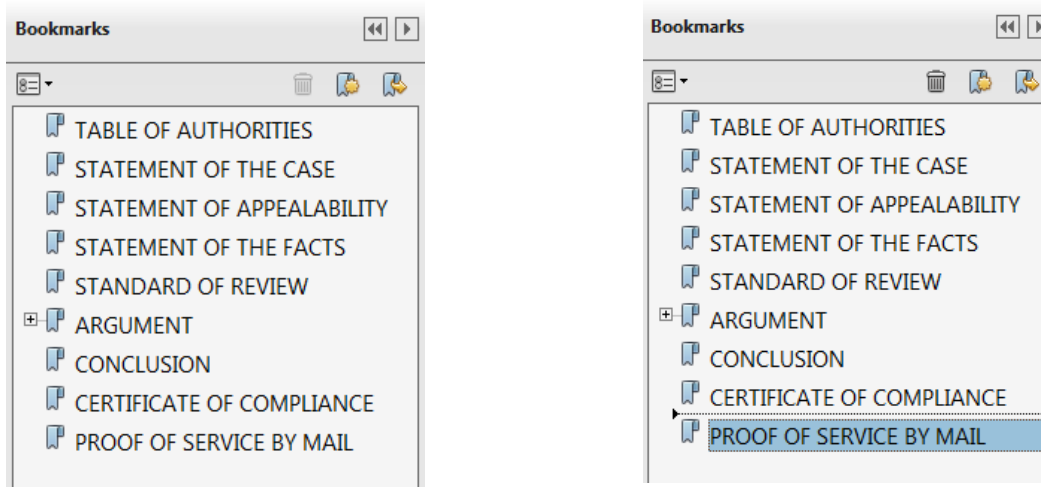 Bookmarks
TABLE OF AUTHORITIES
STATEMENT OF THE CASE
STATEMENT OF APPEALABILITY
STATEMENT OF THE FACTS
STANDARD OF REVIEW
ARGUMENT
CONCLUSION
CERTIFICATE OF COMPLIANCE
PROOF OF SERVICE BY MAIL
Bookmarks
TABLE OF AUTHORITIES
STATEMENT OF THE CASE
STATEMENT OF APPEALABILITY
STATEMENT OF THE FACTS
STANDARD OF REVIEW
ARGUMENT
CONCLUSION
CERTIFICATE OF COMPLIANCE
PROOF OF SERVICE BY MAIL